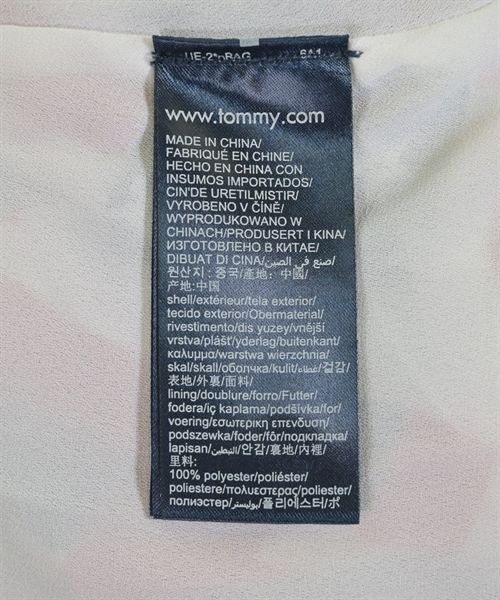 www.tommy.com
MADE IN CHINA/
FABRIQUÉ EN CHINE/
HECHO EN CHINA CON
INSUMOS IMPORTADOS/
CIN'DE URETILMISTIR/
VYROBENO V ČÍNĚ/
WYPRODUKOWANO W
CHINACH/PRODUSERT I KINA/
ИЗГОТОВЛЕНО В КИТАЕ/
DIBUAT DI CINA/صنع في الصين/
원산지 : 중국/產地：中國/
产地:中国
shell/extérieur/tela exterior/
tecido exterior/Obermaterial/
rivestimento/dis yuzey/vnější
vrstva/plášť/yderlag/buitenkant/
καλυμμα/warstwa wierzchnia/
skal/skall/оболочка/kulit/غطاء/겉감/
表地/外裏/面料/
lining/doublure/forro/Futter/
fodera/iç kaplama/podšívka/for/
voering/εσωτερικη επενδυση/
podszewka/foder/fôr/подкладка/
lapisan/التبطين/안감/裏地/內裡/
里料:
100% polyester/poliéster/
poliestere/πολυεστερας/poliester/
полиэстер/بوليستر/폴리에스터/ポ